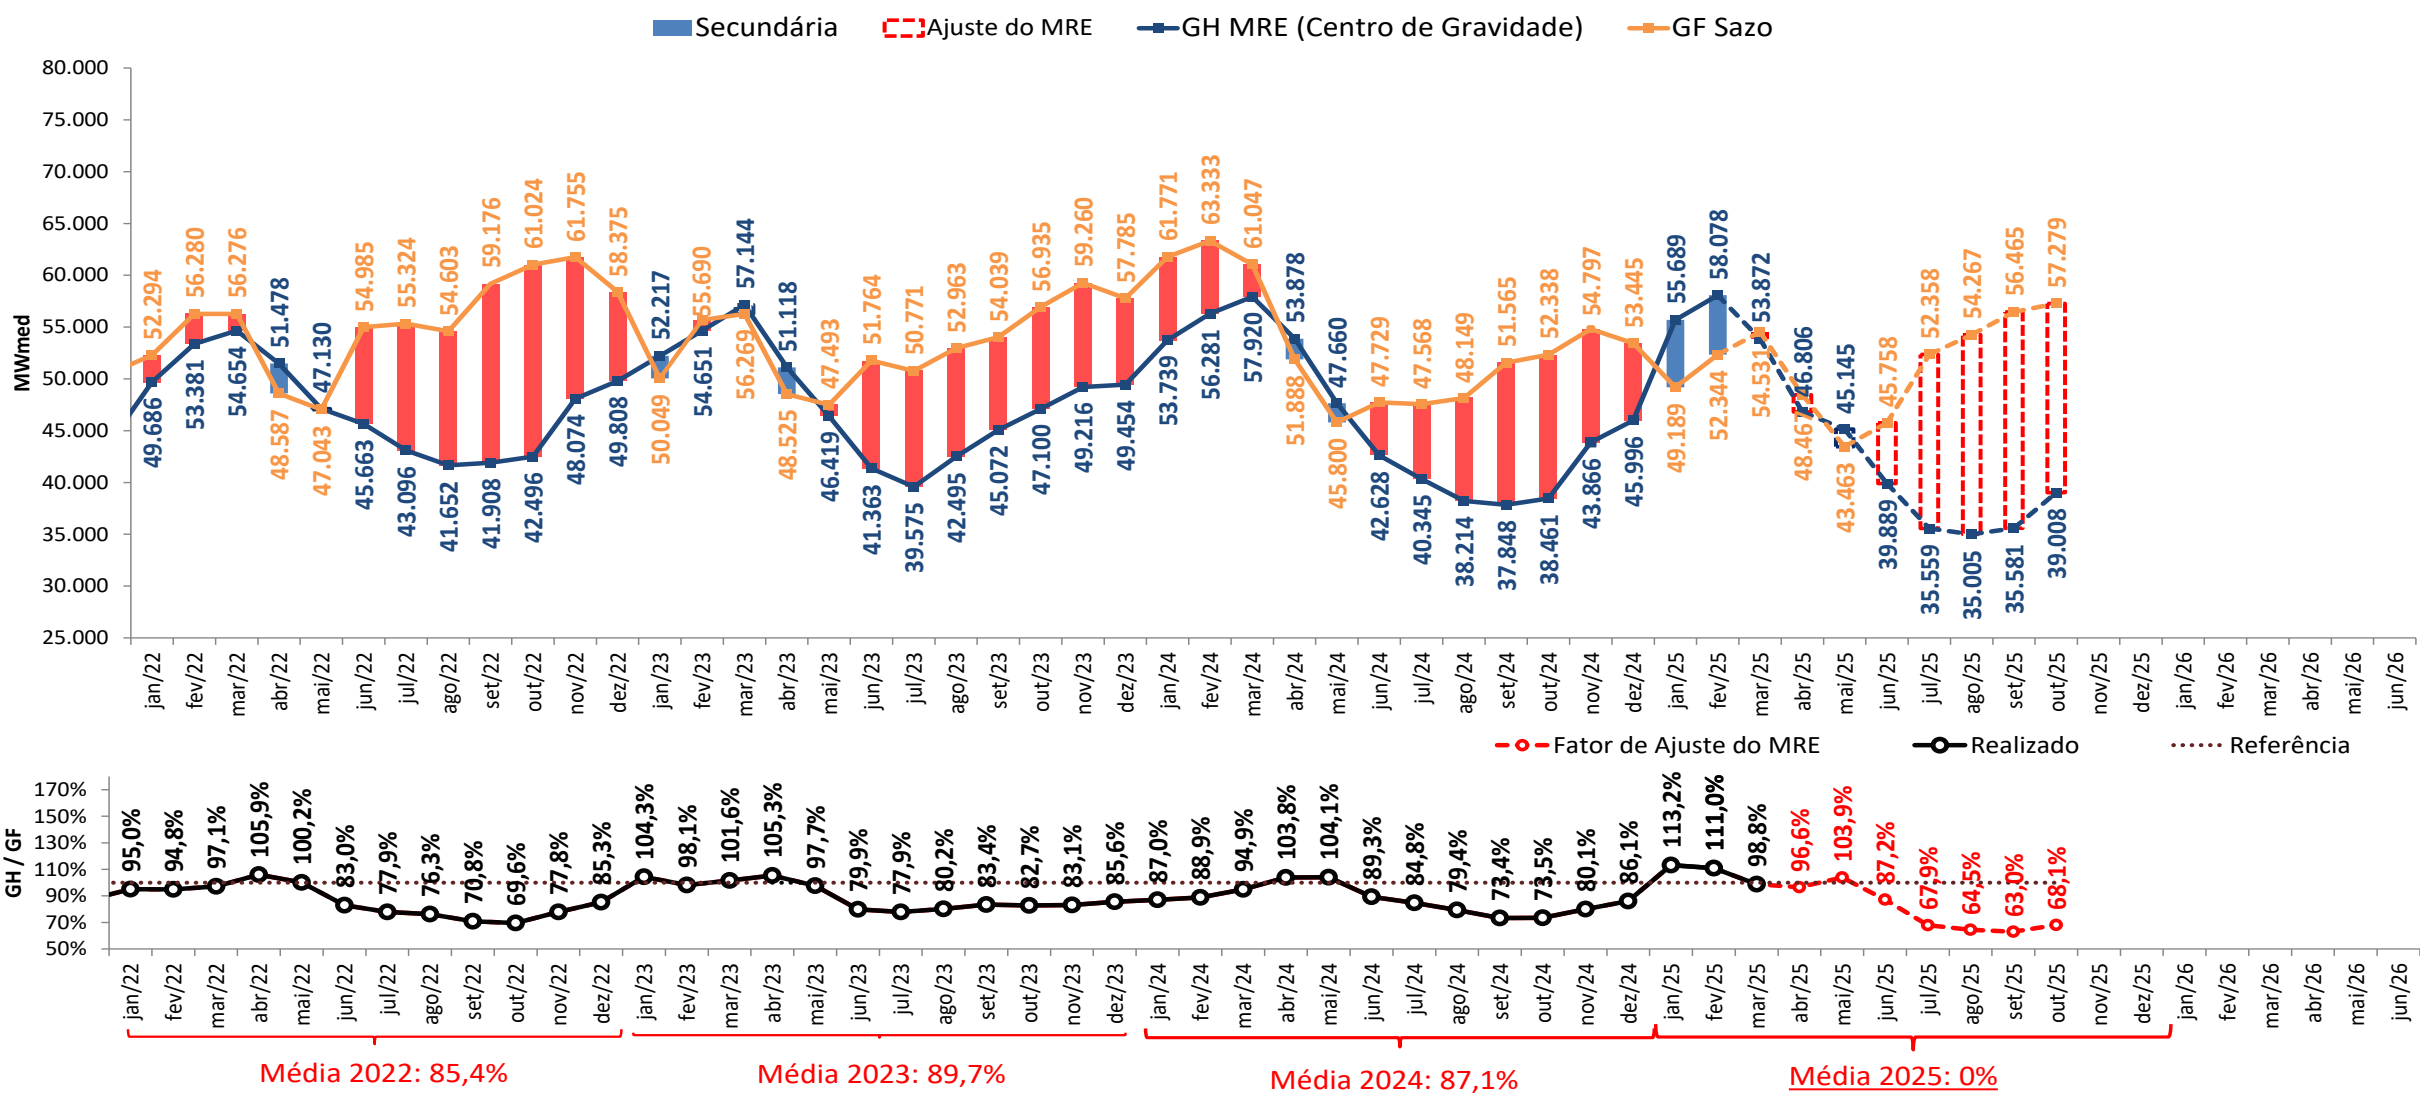 Secundária Ajuste do MRE GH MRE (Centro de Gravidade) GF Sazo
MWmed
80.000
75.000
70.000
65.000
60.000
55.000
50.000
45.000
40.000
35.000
30.000
25.000
52.294 56.280 56.276 48.587 47.043 54.985 55.324 54.603 59.176 61.024 61.755 58.375 50.049 55.690 56.269 48.525 47.493 51.764 50.771 52.963 54.039 56.935 59.260 57.785 61.771 63.333 61.047 51.888 45.800 47.729 47.568 48.149 51.565 52.338 54.797 53.445 49.189 52.344 54.531 48.467 43.463 45.758 52.358 54.267 56.465 57.279
49.686 53.381 54.654 51.478 47.130 45.663 43.096 41.652 41.908 42.496 48.074 49.808 52.217 54.651 57.144 51.118 46.419 41.363 39.575 42.495 45.072 47.100 49.216 49.454 53.739 56.281 57.920 53.878 47.660 42.628 40.345 38.214 37.848 38.461 43.866 45.996 55.689 58.078 53.872 46.806 45.145 39.889 35.559 35.005 35.581 39.008
jan/22 fev/22 mar/22 abr/22 mai/22 jun/22 jul/22 ago/22 set/22 out/22 nov/22 dez/22 jan/23 fev/23 mar/23 abr/23 mai/23 jun/23 jul/23 ago/23 set/23 out/23 nov/23 dez/23 jan/24 fev/24 mar/24 abr/24 mai/24 jun/24 jul/24 ago/24 set/24 out/24 nov/24 dez/24 jan/25 fev/25 mar/25 abr/25 mai/25 jun/25 jul/25 ago/25 set/25 out/25 nov/25 dez/25 jan/26 fev/26 mar/26 abr/26 mai/26 jun/26
Fator de Ajuste do MRE Realizado Referência
GH / GF
170%
150%
130%
110%
90%
70%
50%
95,0% 94,8% 97,1% 105,9% 100,2% 83,0% 77,9% 76,3% 70,8% 69,6% 77,8% 85,3% 104,3% 98,1% 101,6% 105,3% 97,7% 79,9% 77,9% 80,2% 83,4% 82,7% 83,1% 85,6% 87,0% 88,9% 94,9% 103,8% 104,1% 89,3% 84,8% 79,4% 73,4% 73,5% 80,1% 86,1% 113,2% 111,0% 98,8% 96,6% 103,9% 87,2% 67,9% 64,5% 63,0% 68,1%
jan/22 fev/22 mar/22 abr/22 mai/22 jun/22 jul/22 ago/22 set/22 out/22 nov/22 dez/22 jan/23 fev/23 mar/23 abr/23 mai/23 jun/23 jul/23 ago/23 set/23 out/23 nov/23 dez/23 jan/24 fev/24 mar/24 abr/24 mai/24 jun/24 jul/24 ago/24 set/24 out/24 nov/24 dez/24 jan/25 fev/25 mar/25 abr/25 mai/25 jun/25 jul/25 ago/25 set/25 out/25 nov/25 dez/25 jan/26 fev/26 mar/26 abr/26 mai/26 jun/26
Média 2022: 85,4% Média 2023: 89,7% Média 2024: 87,1% Média 2025: 0%